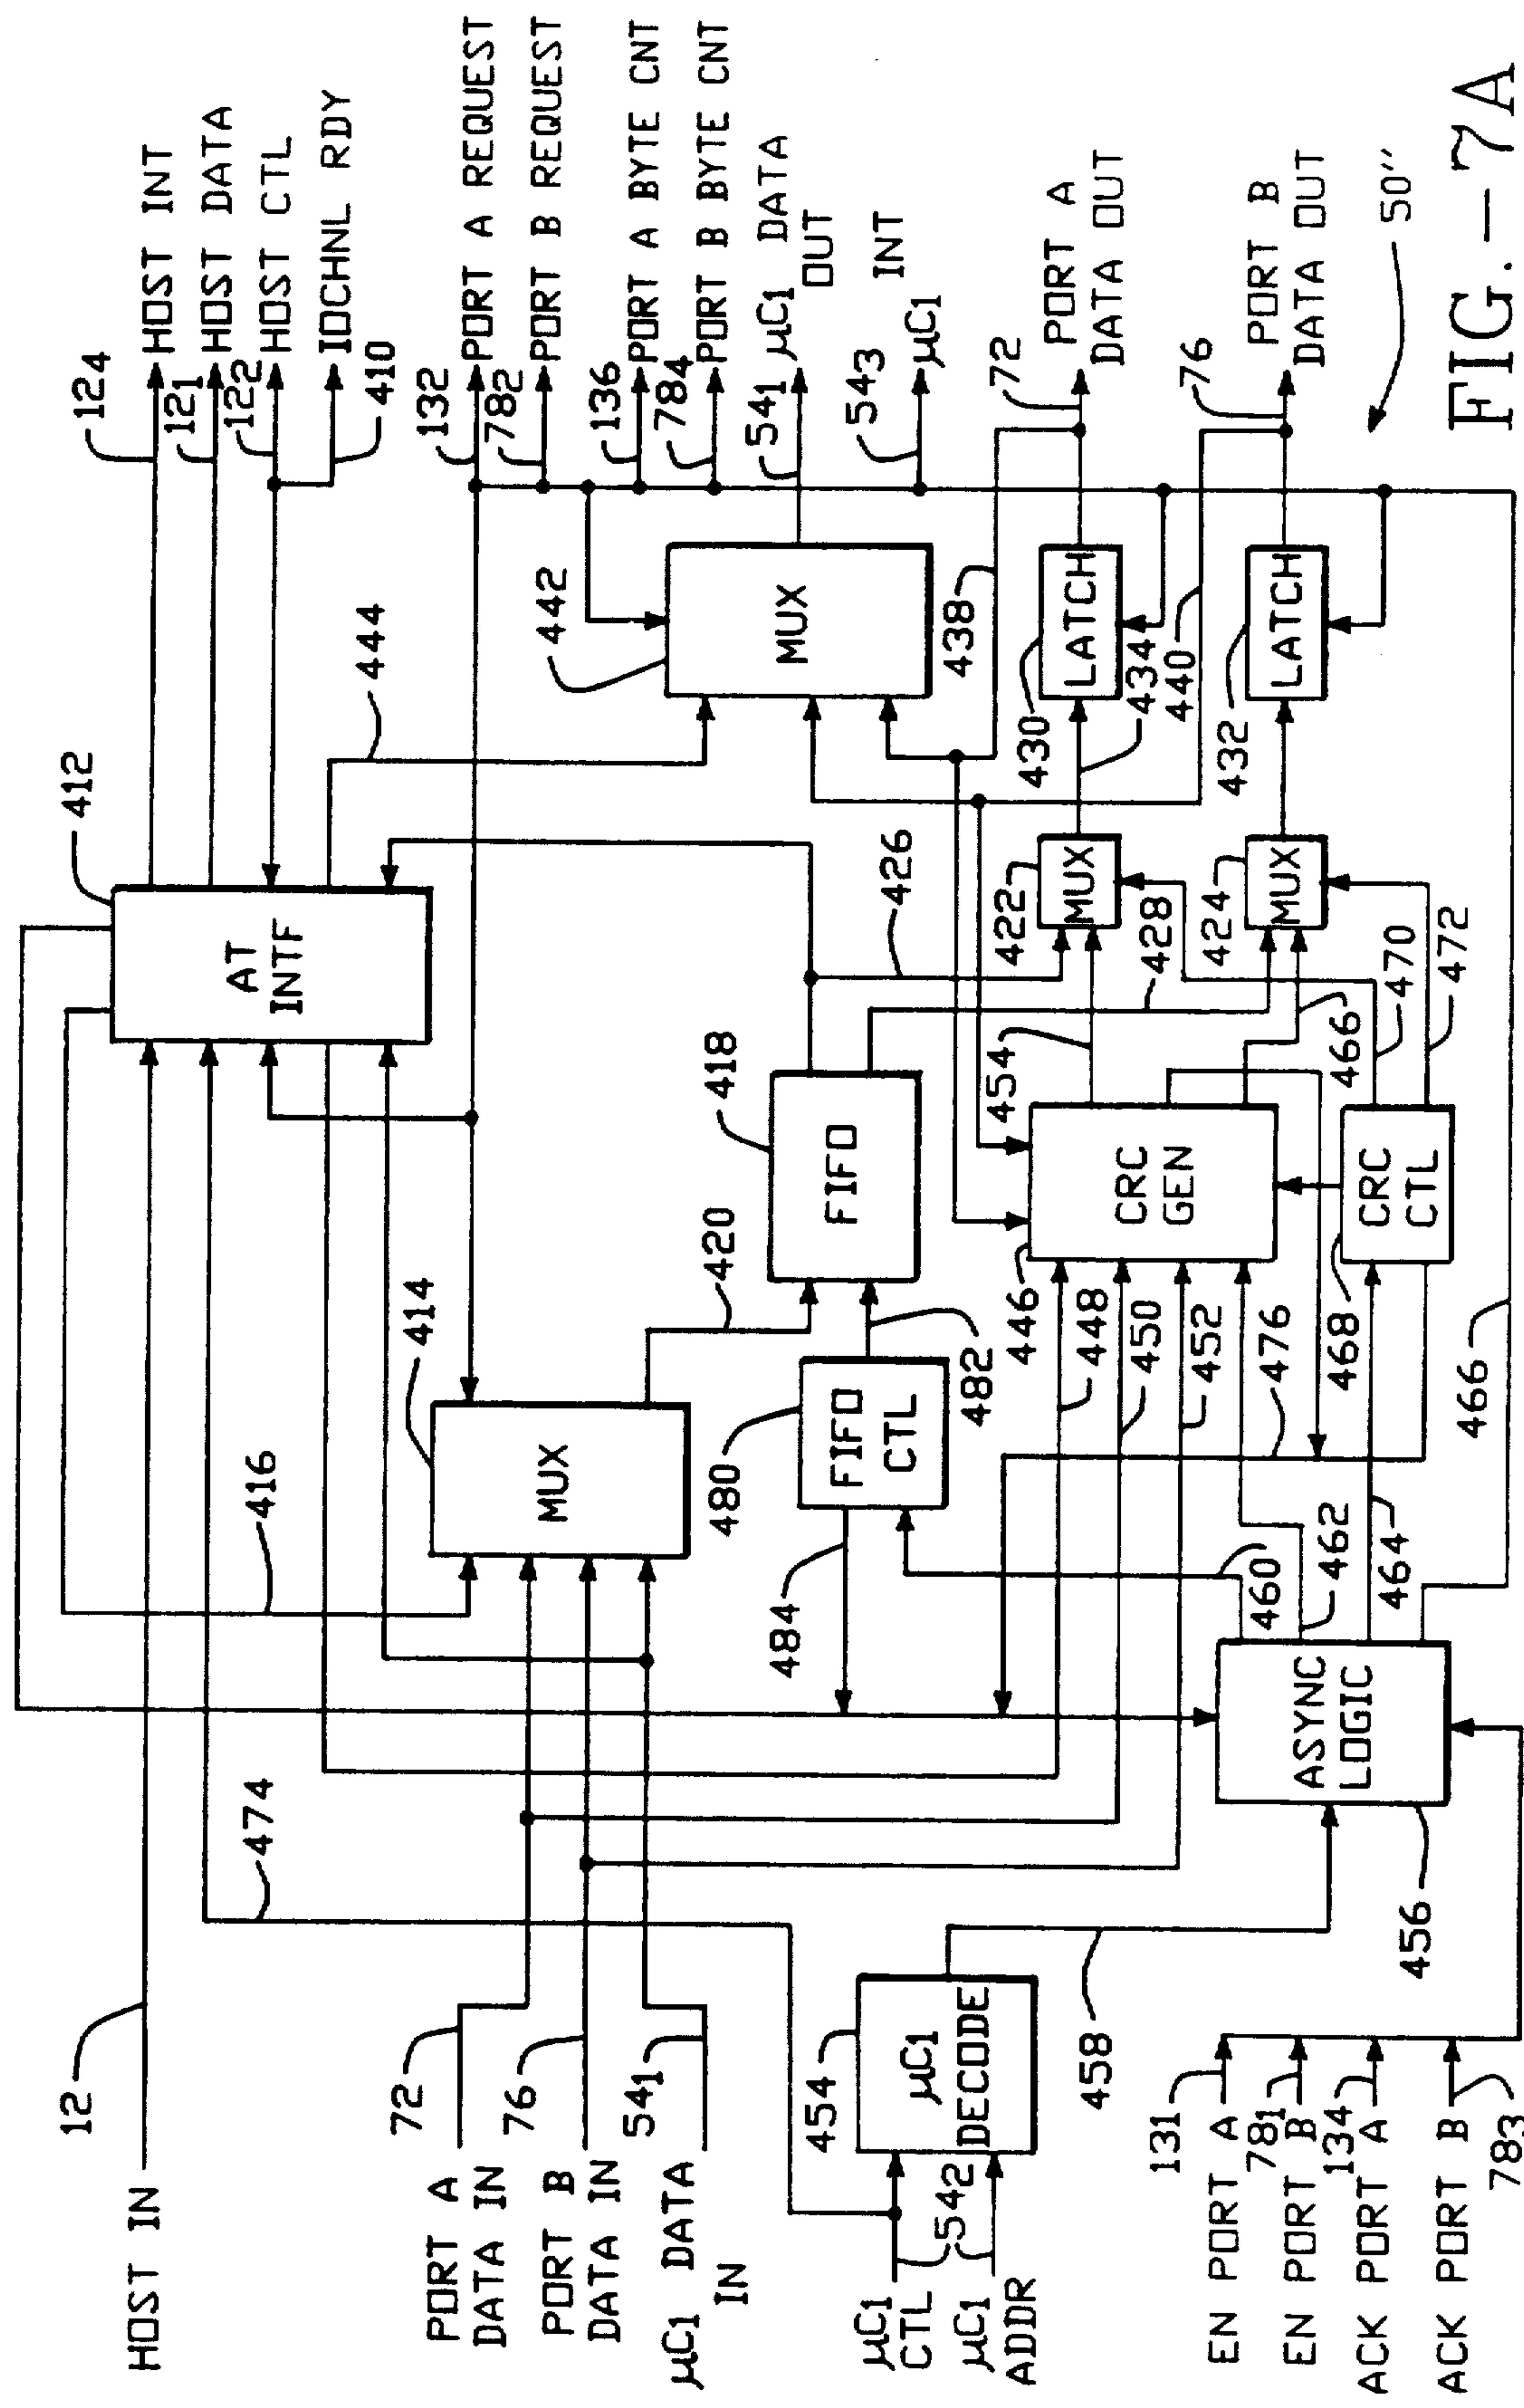 124
HOST INT
121
HOST DATA
122
HOST CTL
IOCHNL RDY
410
132
PORT A REQUEST
782
PORT B REQUEST
136
PORT A BYTE CNT
784
PORT B BYTE CNT
541
µC1 DATA
OUT
543
µC1
INT
72
PORT A
DATA OUT
76
PORT B
DATA OUT
50"
FIG.-7A
412
AT
INTF
444
442
MUX
438
430
LATCH
434
440
432
LATCH
426
422
MUX
428
424
MUX
470
472
418
FIFO
454
466
446
CRC
GEN
CRC
CTL
468
420
414
MUX
416
480
FIFO
CTL
482
484
448
450
452
476
466
460
462
464
ASYNC
LOGIC
456
474
12
HOST IN
72
PORT A
DATA IN
76
PORT B
DATA IN
541
µC1 DATA
IN
454
µC1
DECODE
458
542
µC1
CTL
µC1
ADDR
131
EN PORT A
781
EN PORT B
134
ACK PORT A
783
ACK PORT B